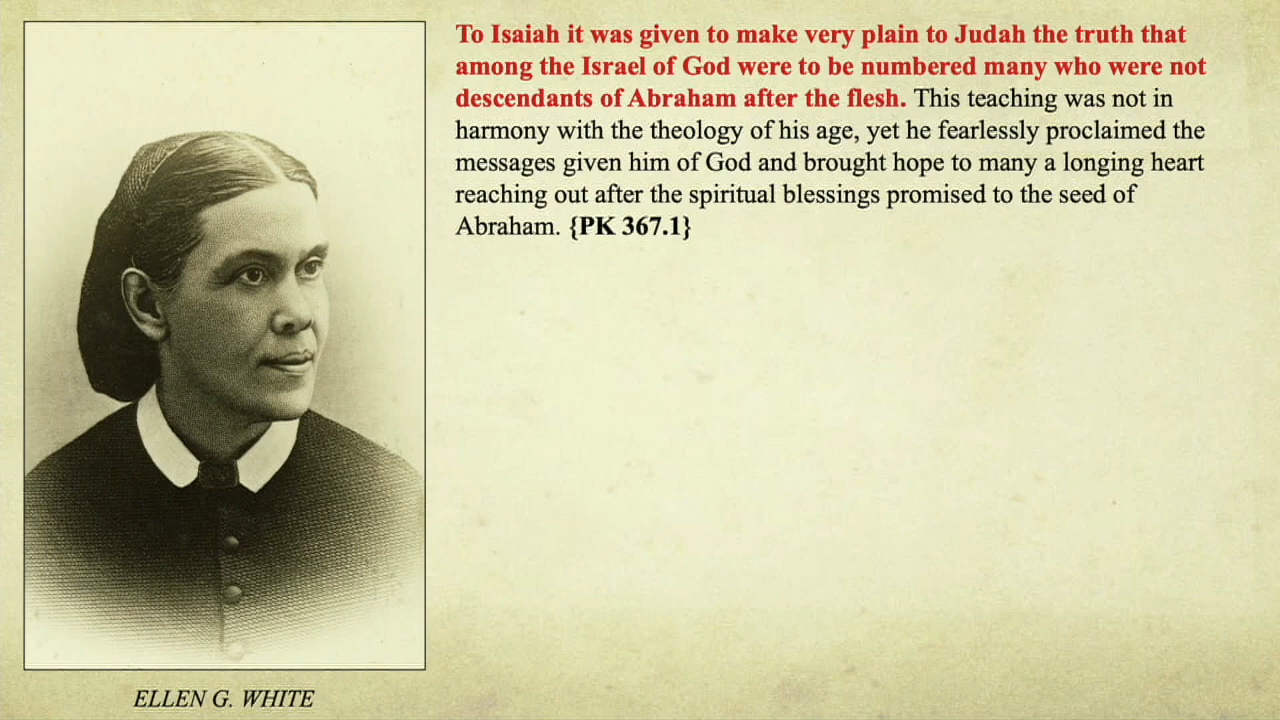 To Isaiah it was given to make very plain to Judah the truth that
among the Israel of God were to be numbered many who were not
descendants of Abraham after the flesh. This teaching was not in
harmony with the theology of his age, yet he fearlessly proclaimed the
messages given him of God and brought hope to many a longing heart
reaching out after the spiritual blessings promised to the seed of
Abraham. {PK 367.1}
ELLEN G. WHITE